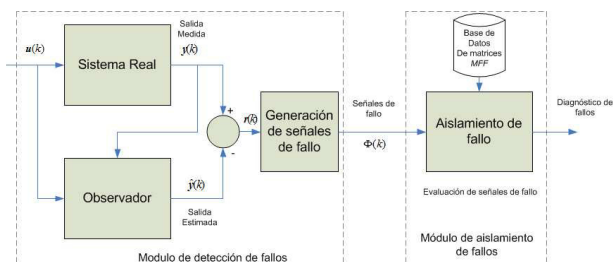 u(k)
Sistema Real
Salida
Medida
y(k)
Observador
ŷ(k)
Salida
Estimada
+
-
r(k)
Generación
de señales
de fallo
Modulo de detección de fallos
Señales de
fallo
Φ(k)
Base de
Datos
De matrices
MFF
Aislamiento de
fallo
Evaluación de señales de fallo
Diagnóstico de
fallos
Módulo de aislamiento
de fallos